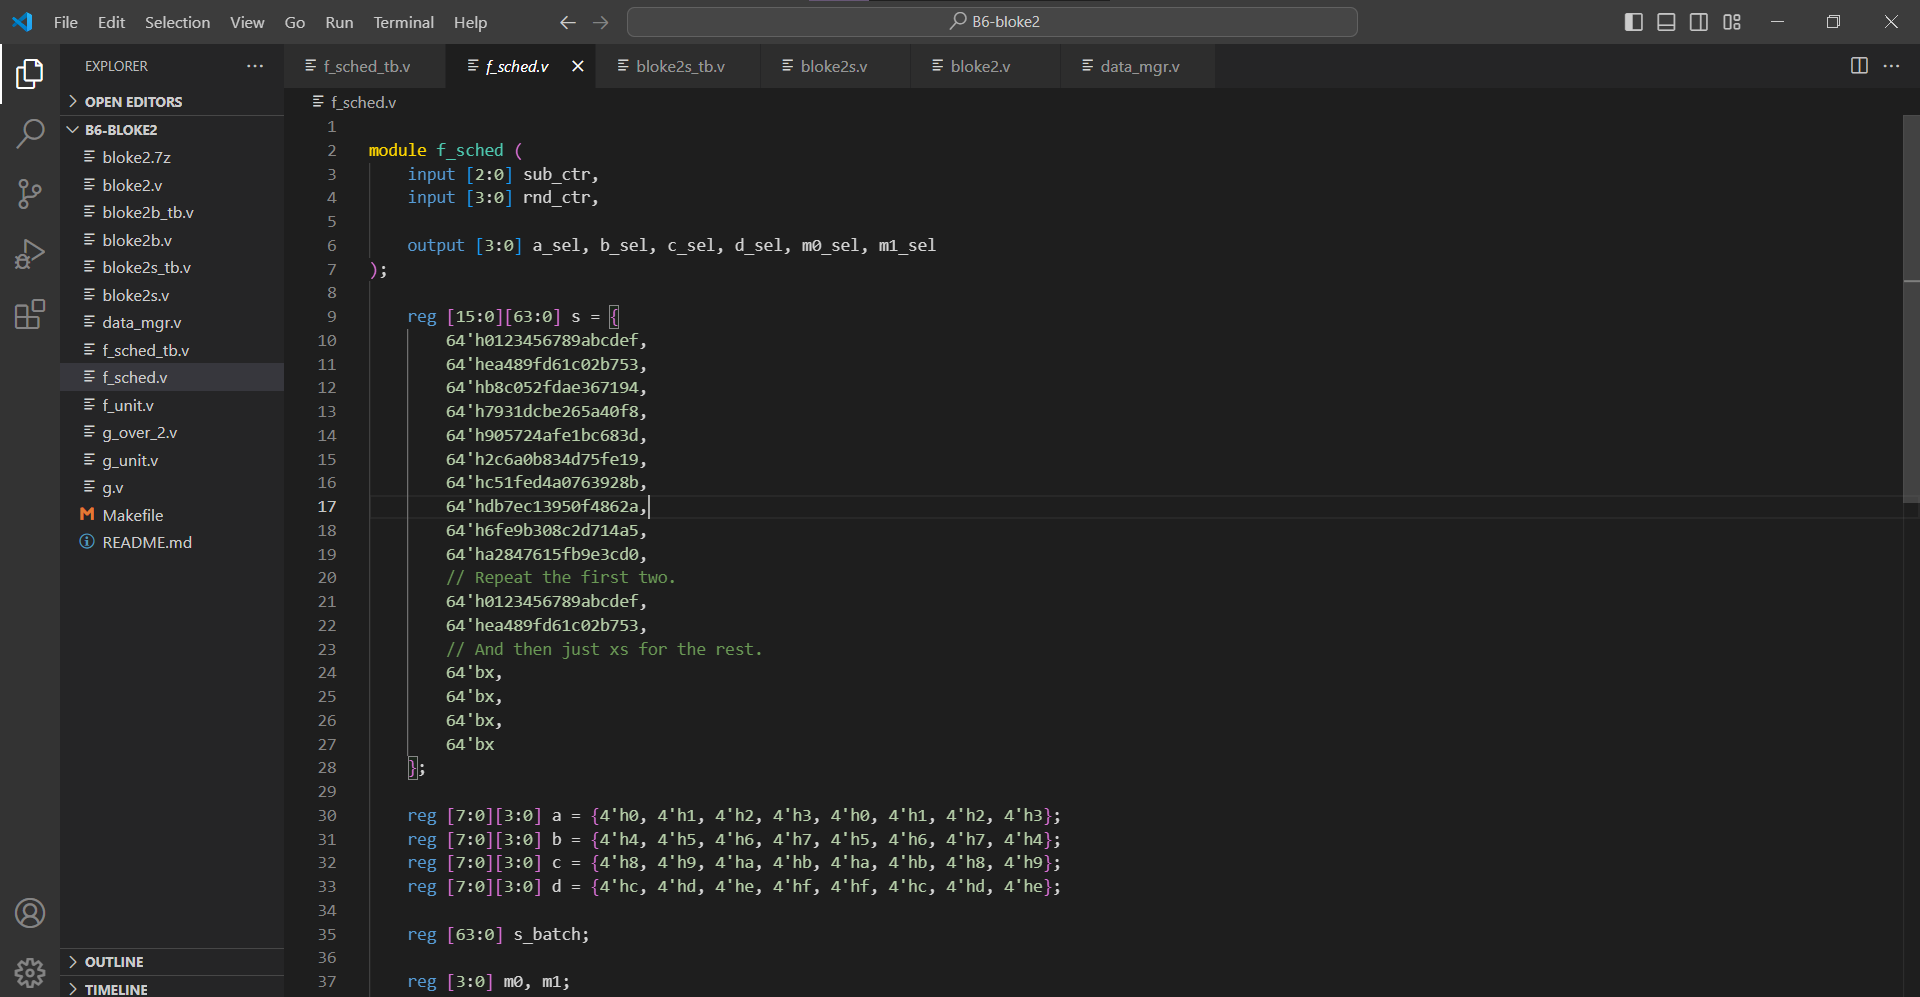 File Edit Selection View Go Run Terminal Help
B6-bloke2
EXPLORER
OPEN EDITORS
B6-BLOKE2
bloke2.7z
bloke2.v
bloke2b_tb.v
bloke2b.v
bloke2s_tb.v
bloke2s.v
data_mgr.v
f_sched_tb.v
f_sched.v
f_unit.v
g_over_2.v
g_unit.v
g.v
Makefile
README.md
OUTLINE
TIMELINE
f_sched_tb.v f_sched.v bloke2s_tb.v bloke2s.v bloke2.v data_mgr.v
f_sched.v
1
2 module f_sched (
3 input [2:0] sub_ctr,
4 input [3:0] rnd_ctr,
5
6 output [3:0] a_sel, b_sel, c_sel, d_sel, m0_sel, m1_sel
7 );
8
9 reg [15:0][63:0] s = {
10 64'h0123456789abcdef,
11 64'hea489fd61c02b753,
12 64'hb8c052fdae367194,
13 64'h7931dcbe265a40f8,
14 64'h905724afe1bc683d,
15 64'h2c6a0b834d75fe19,
16 64'hc51fed4a0763928b,
17 64'hdb7ec13950f4862a,
18 64'h6fe9b308c2d714a5,
19 64'ha2847615fb9e3cd0,
20 // Repeat the first two.
21 64'h0123456789abcdef,
22 64'hea489fd61c02b753,
23 // And then just xs for the rest.
24 64'bx,
25 64'bx,
26 64'bx,
27 64'bx
28 };
29
30 reg [7:0][3:0] a = {4'h0, 4'h1, 4'h2, 4'h3, 4'h0, 4'h1, 4'h2, 4'h3};
31 reg [7:0][3:0] b = {4'h4, 4'h5, 4'h6, 4'h7, 4'h5, 4'h6, 4'h7, 4'h4};
32 reg [7:0][3:0] c = {4'h8, 4'h9, 4'ha, 4'hb, 4'ha, 4'hb, 4'h8, 4'h9};
33 reg [7:0][3:0] d = {4'hc, 4'hd, 4'he, 4'hf, 4'hf, 4'hc, 4'hd, 4'he};
34
35 reg [63:0] s_batch;
36
37 reg [3:0] m0, m1;